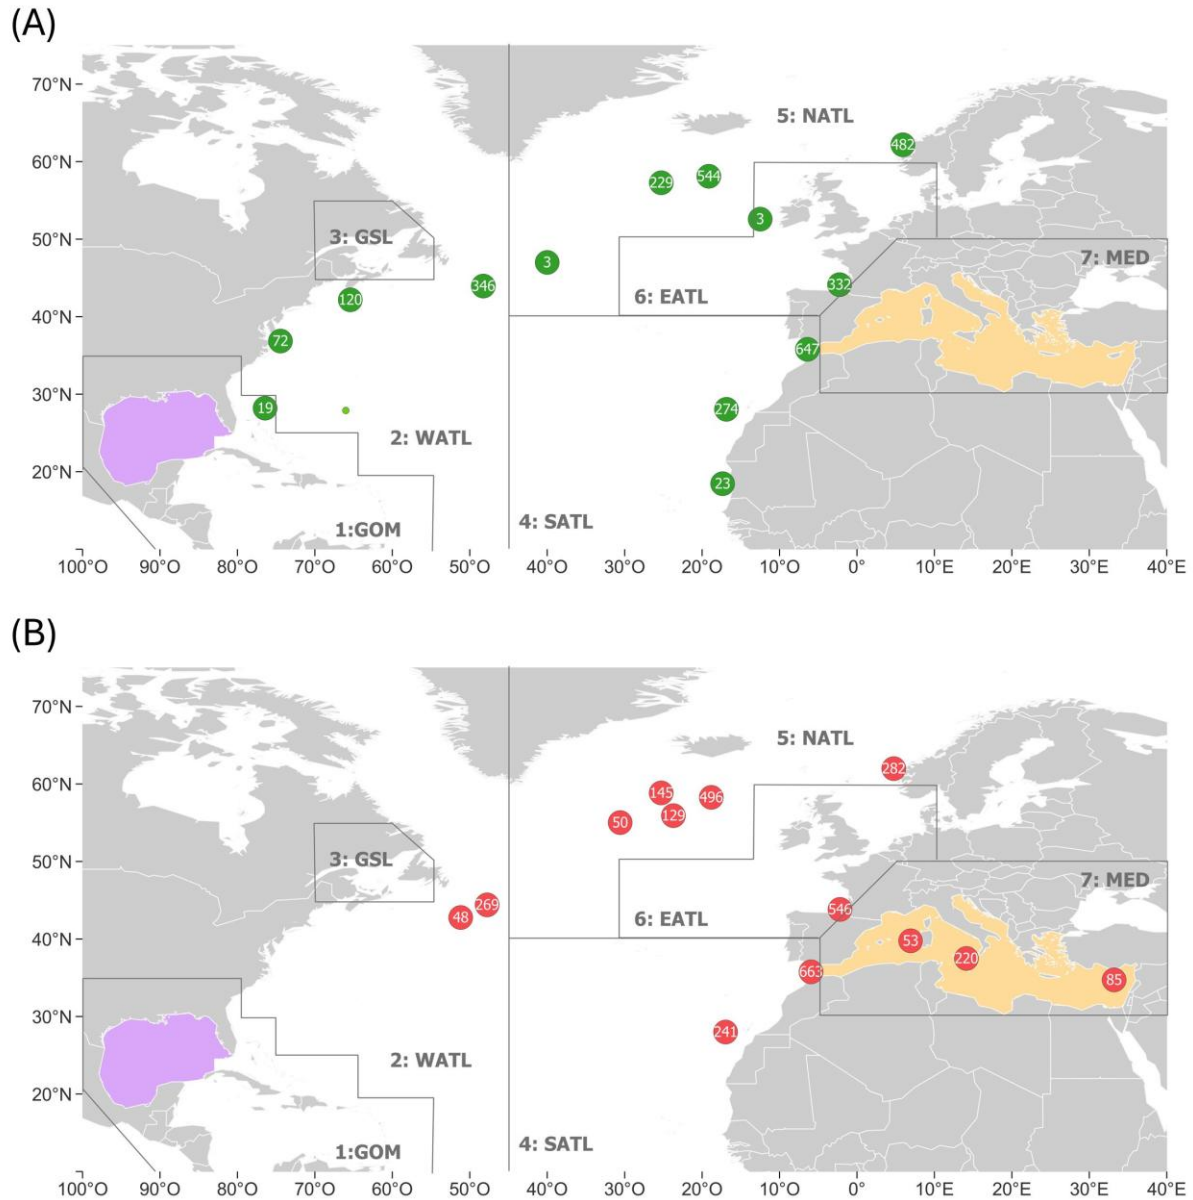 (A)
70°N
5: NATL
482
60°N
544
229
3
50°N
3: GSL
7: MED
3
346
332
120
6: EATL
40°N
72
647
30°N
19
274
2: WATL
20°N
23
4: SATL
1:GOM
100°O 90°O 80°O 70°O 60°O 50°O 40°O 30°O 20°O 10°O 0° 10°E 20°E 30°E 40°E
(B)
70°N
5: NATL
282
60°N
145
496
129
50
50°N
3: GSL
7: MED
269
546
48
6: EATL
40°N
53
220
663
85
30°N
241
2: WATL
20°N
4: SATL
1:GOM
100°O 90°O 80°O 70°O 60°O 50°O 40°O 30°O 20°O 10°O 0° 10°E 20°E 30°E 40°E